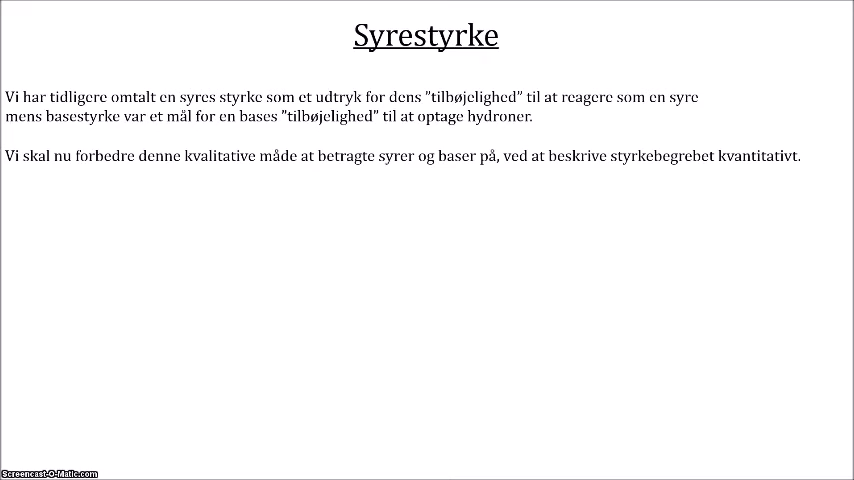 Syrestyrke
Vi har tidligere omtalt en syres styrke som et udtryk for dens ”tilbøjelighed” til at reagere som en syre
mens basestyrke var et mål for en bases ”tilbøjelighed” til at optage hydroner.
Vi skal nu forbedre denne kvalitative måde at betragte syrer og baser på, ved at beskrive styrkebegrebet kvantitativt.
Screencast-O-Matic.com